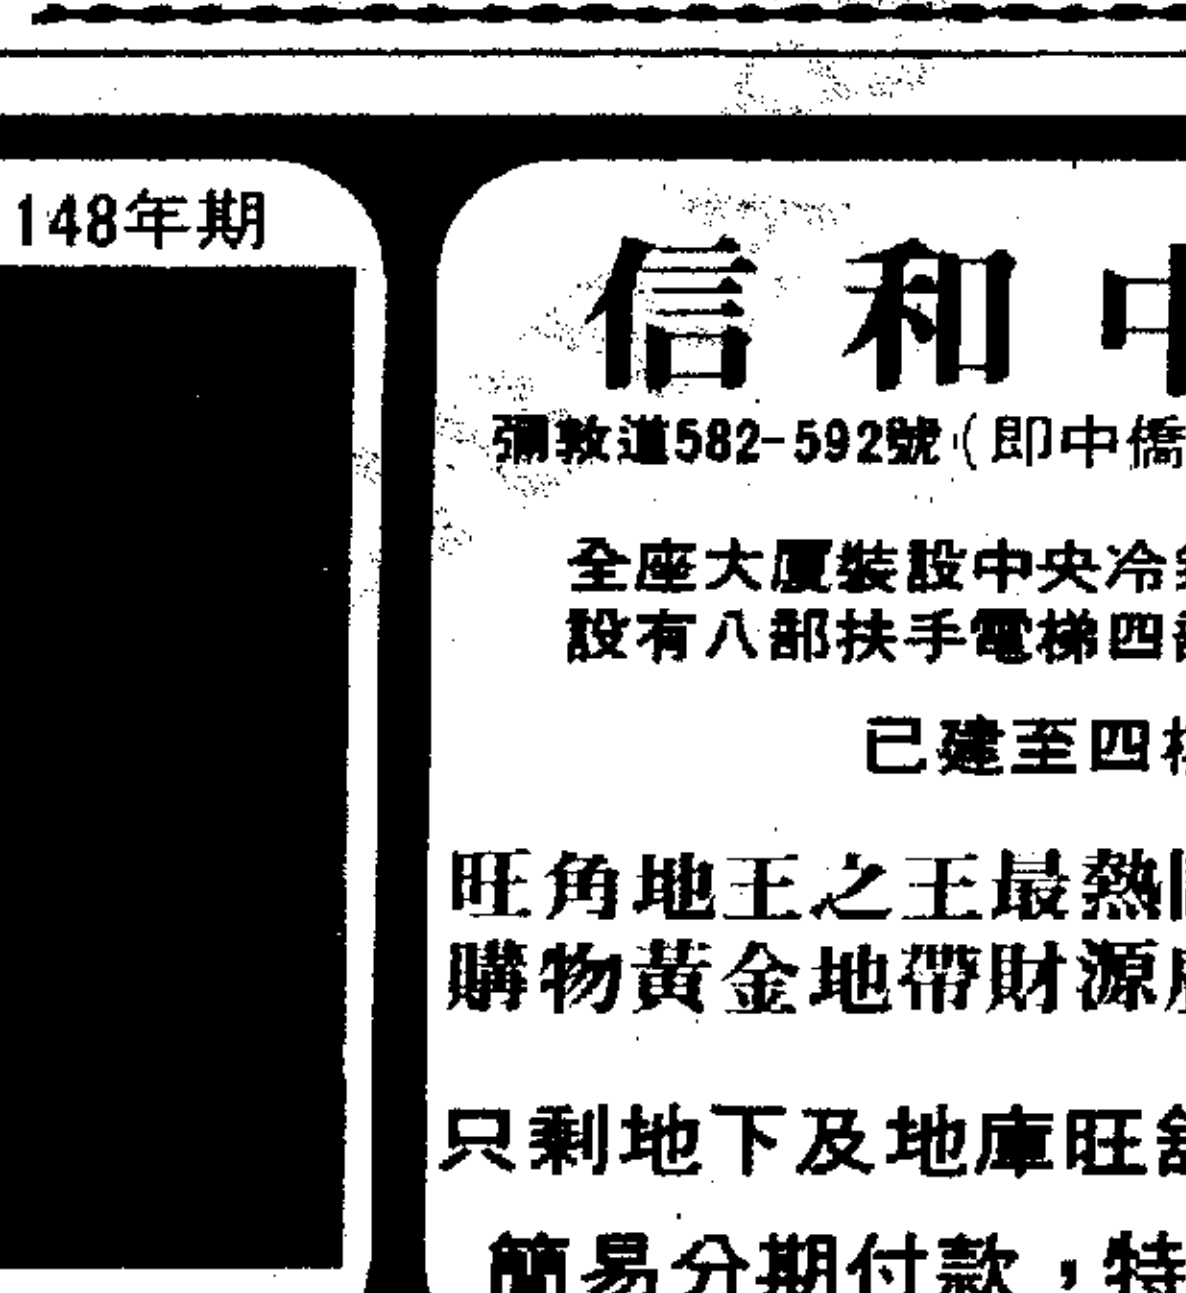 148年期
信和中
彌敦道582-592號(即中僑
全座大廈裝設中央冷
設有八部扶手電梯四
已建至四
旺角地王之王最熱
購物黃金地帶財源
只剩地下及地庫旺
簡易分期付款，特